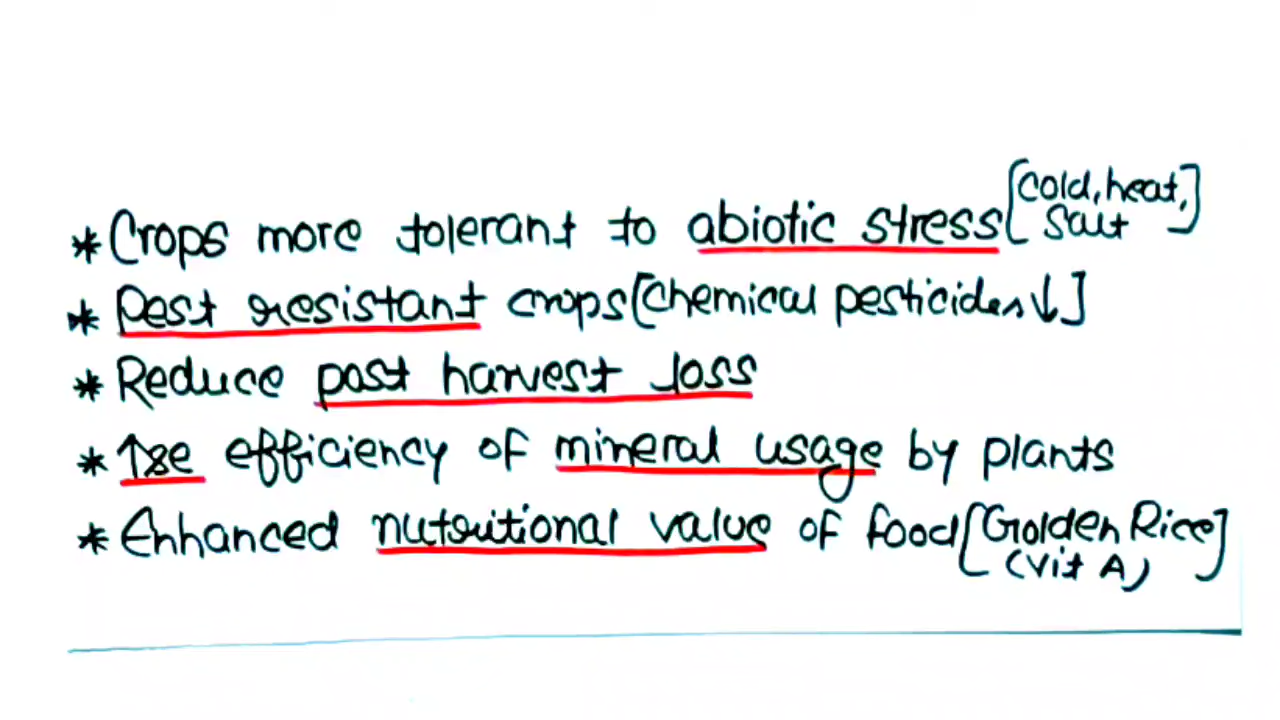 * Crops more tolerant to abiotic stress [cold, heat, salt]
* Pest resistant crops [Chemical pesticides ↓]
* Reduce post harvest loss
* ↑se efficiency of mineral usage by plants
* Enhanced nutritional value of food [Golden Rice (Vit A)]